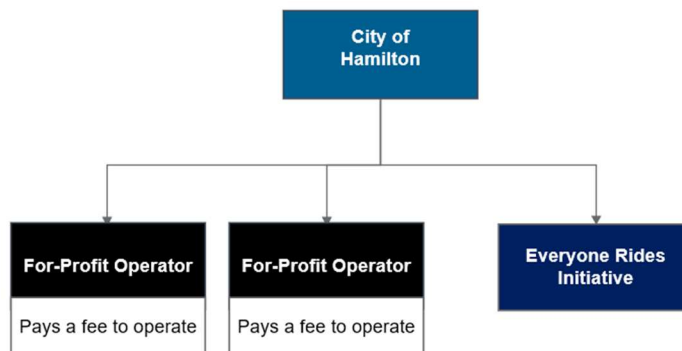 City of
Hamilton
For-Profit Operator
Pays a fee to operate
For-Profit Operator
Pays a fee to operate
Everyone Rides
Initiative